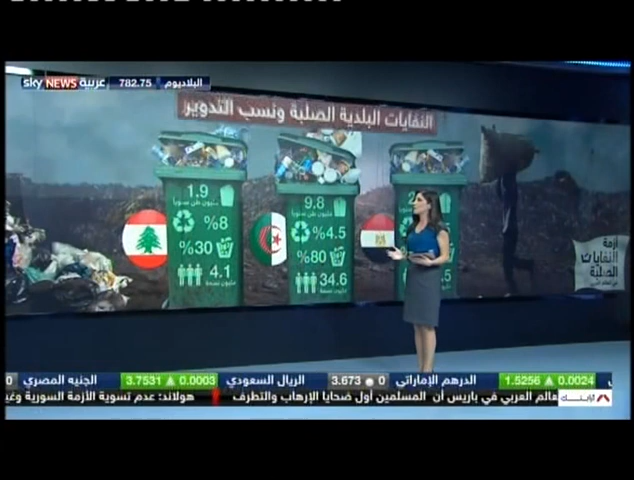 sky NEWS عربية
782.75 البلاديوم
النفايات البلدية الصلبة ونسب التدوير
1.9
مليون طن سنويا
%8
%30
4.1
مليون نسمة
9.8
مليون طن سنويا
%4.5
%80
34.6
مليون نسمة
أزمة
النفايات
الصلبة
الجنيه المصري
3.7531 0.0003
الريال السعودي
3.673 0
الدرهم الإماراتي
1.5256 0.0024
عالم العربي في باريس أن المسلمين أول ضحايا الإرهاب والتطرف
هولاند: عدم تسوية الأزمة السورية وغي